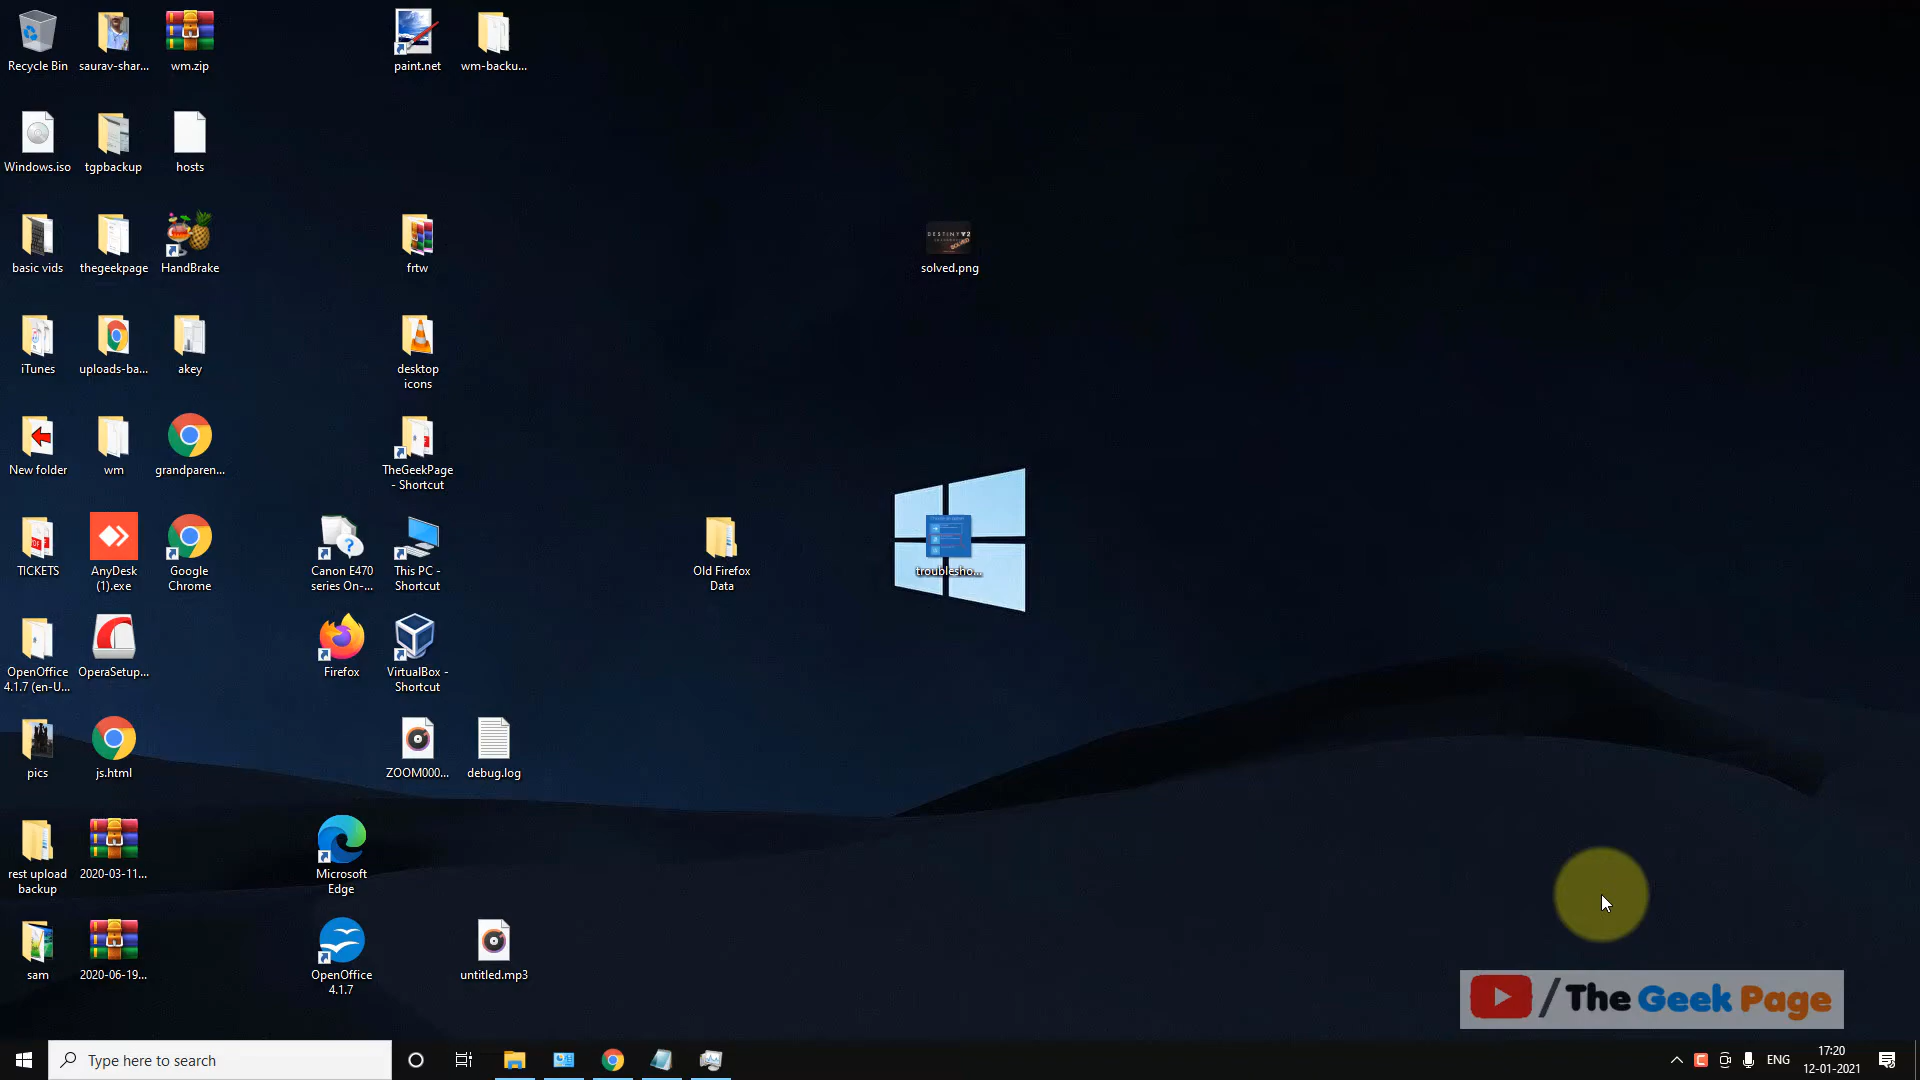 Recycle Bin
saurav-shar...
wm.zip
paint.net
wm-backu...
Windows.iso
tgpbackup
hosts
basic vids
thegeekpage
HandBrake
frtw
DESTINY 2
SOLVED
solved.png
iTunes
uploads-ba...
akey
desktop
icons
New folder
wm
grandparen...
TheGeekPage
- Shortcut
TICKETS
AnyDesk
(1).exe
Google
Chrome
Canon E470
series On-...
This PC -
Shortcut
Old Firefox
Data
troublesho...
OpenOffice
4.1.7 (en-U...
OperaSetup...
Firefox
VirtualBox -
Shortcut
pics
js.html
ZOOM000...
debug.log
rest upload
backup
2020-03-11...
Microsoft
Edge
sam
2020-06-19...
OpenOffice
4.1.7
untitled.mp3
/The Geek Page
Type here to search
ENG
17:20
12-01-2021